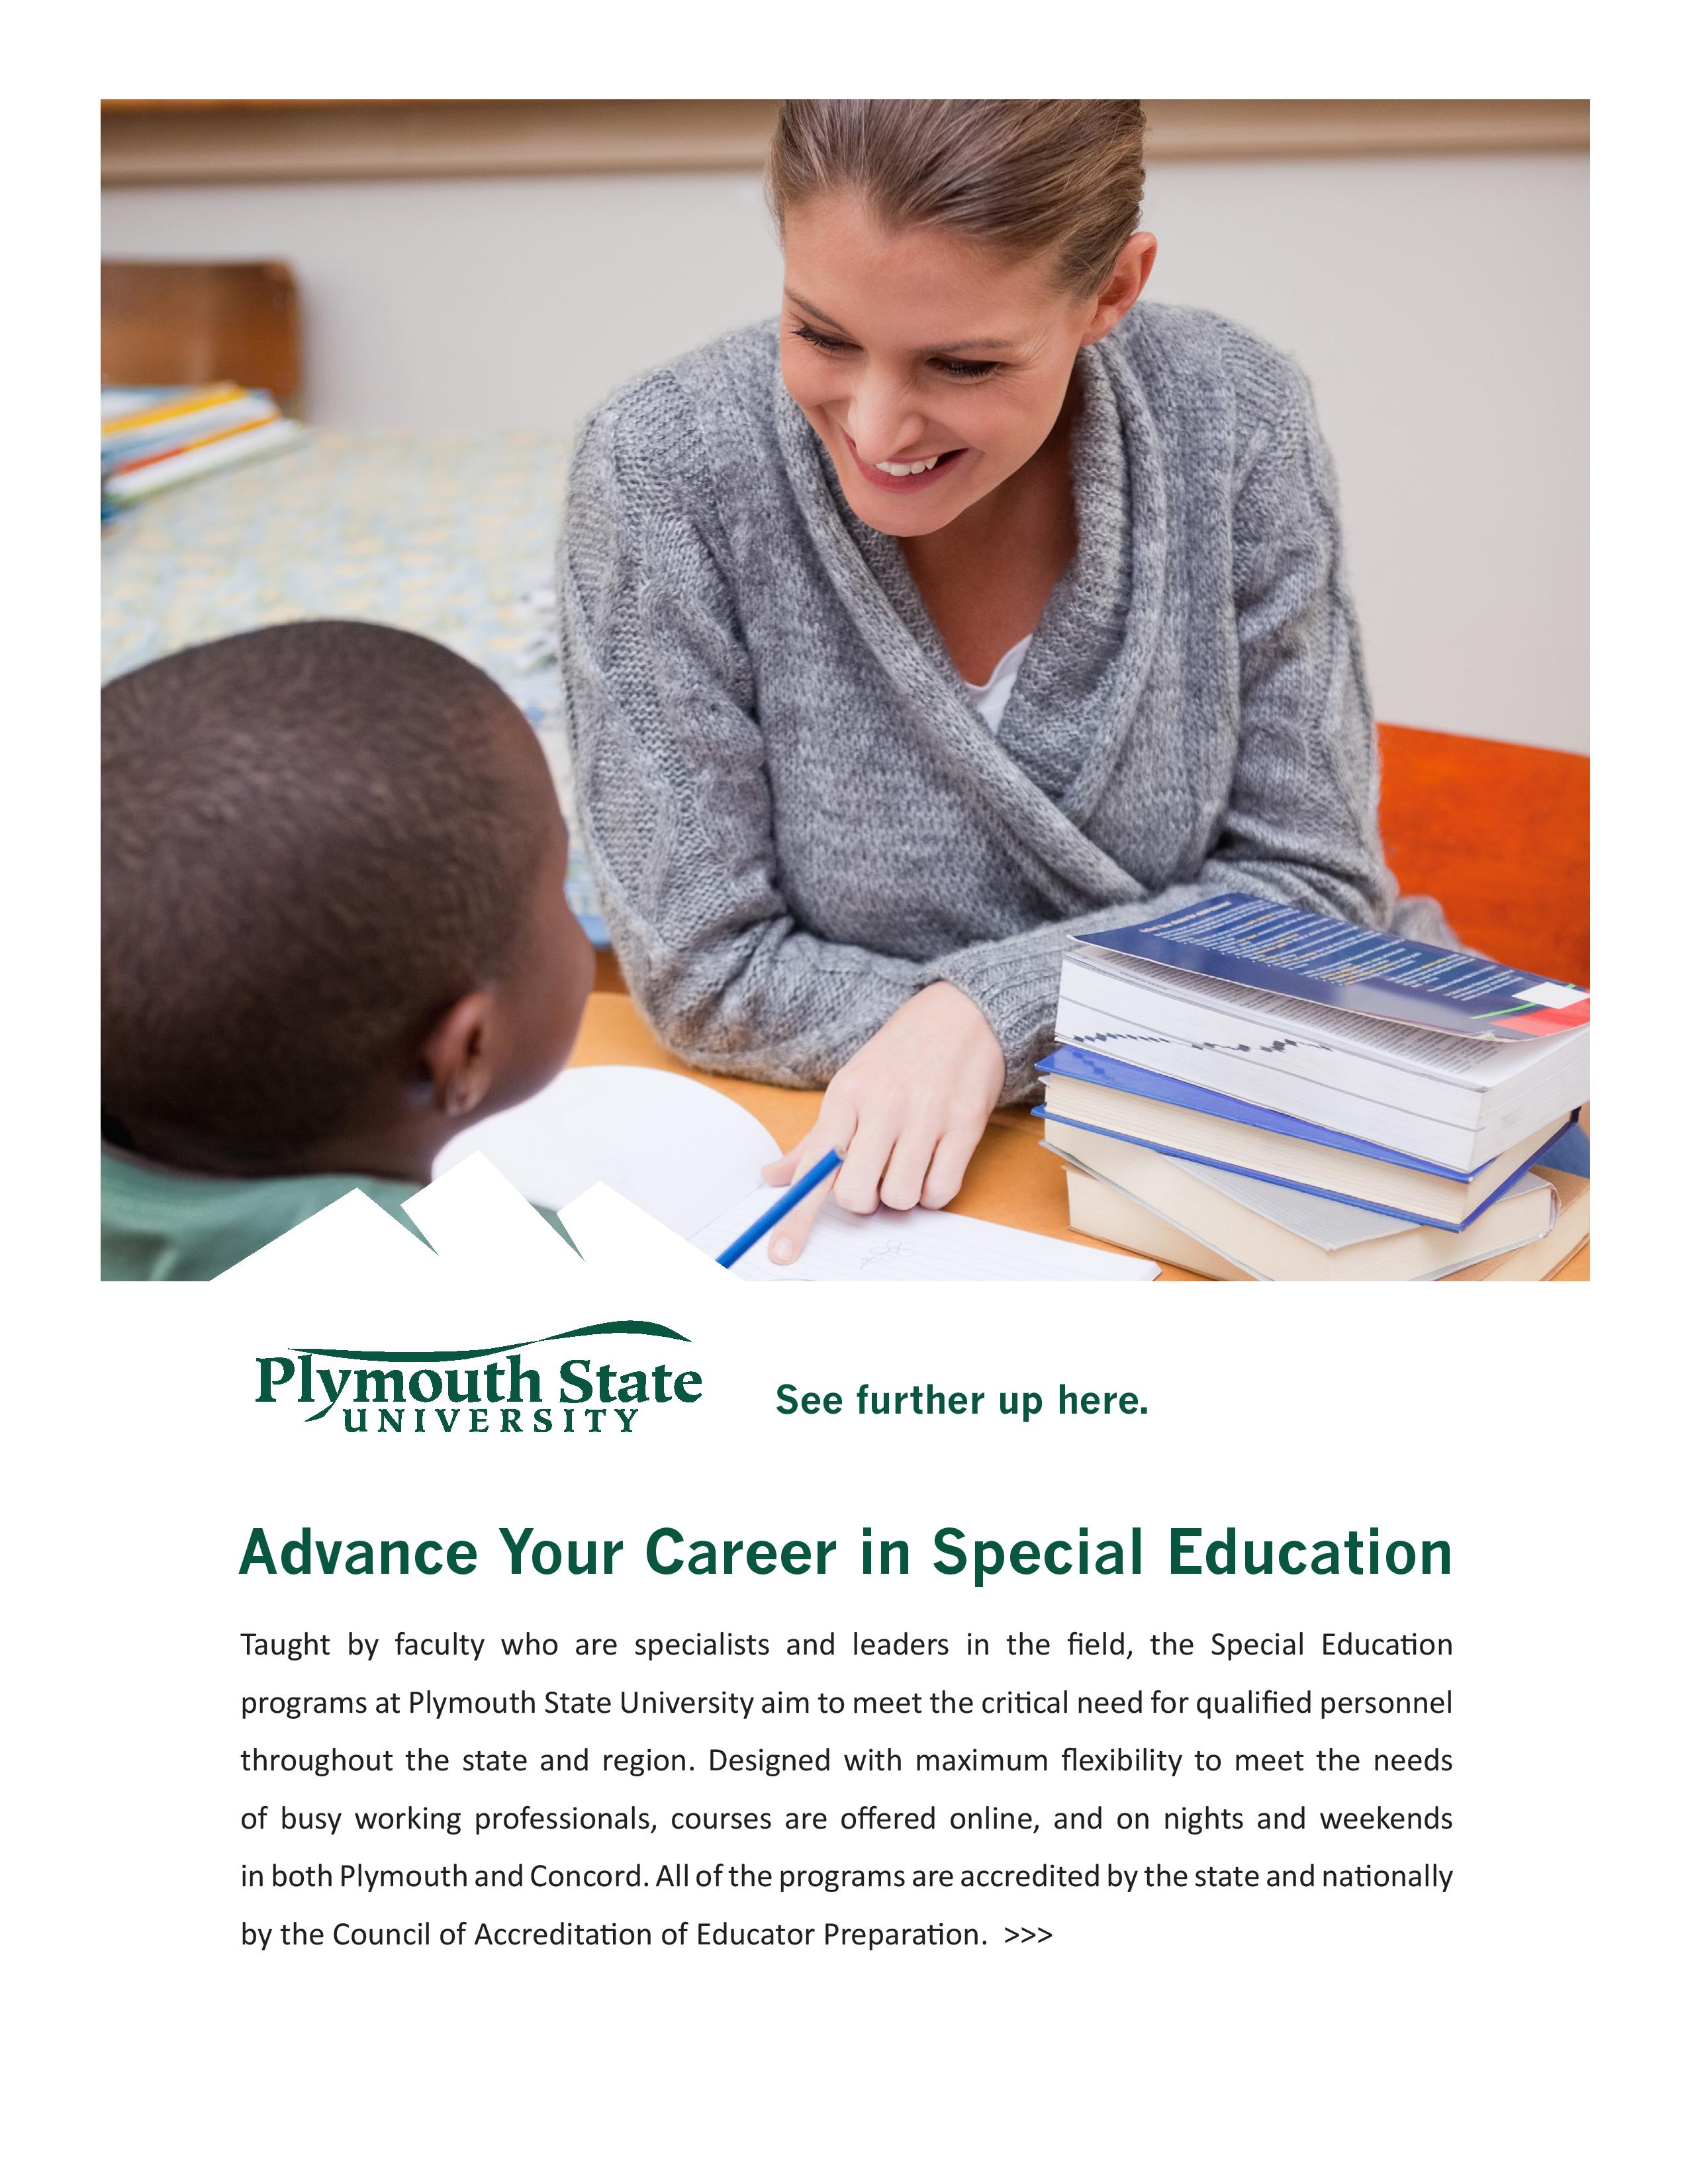 Plymouth State
UNIVERSITY
See further up here.
Advance Your Career in Special Education
Taught by faculty who are specialists and leaders in the field, the Special Education
programs at Plymouth State University aim to meet the critical need for qualified personnel
throughout the state and region. Designed with maximum flexibility to meet the needs
of busy working professionals, courses are offered online, and on nights and weekends
in both Plymouth and Concord. All of the programs are accredited by the state and nationally
by the Council of Accreditation of Educator Preparation. >>>